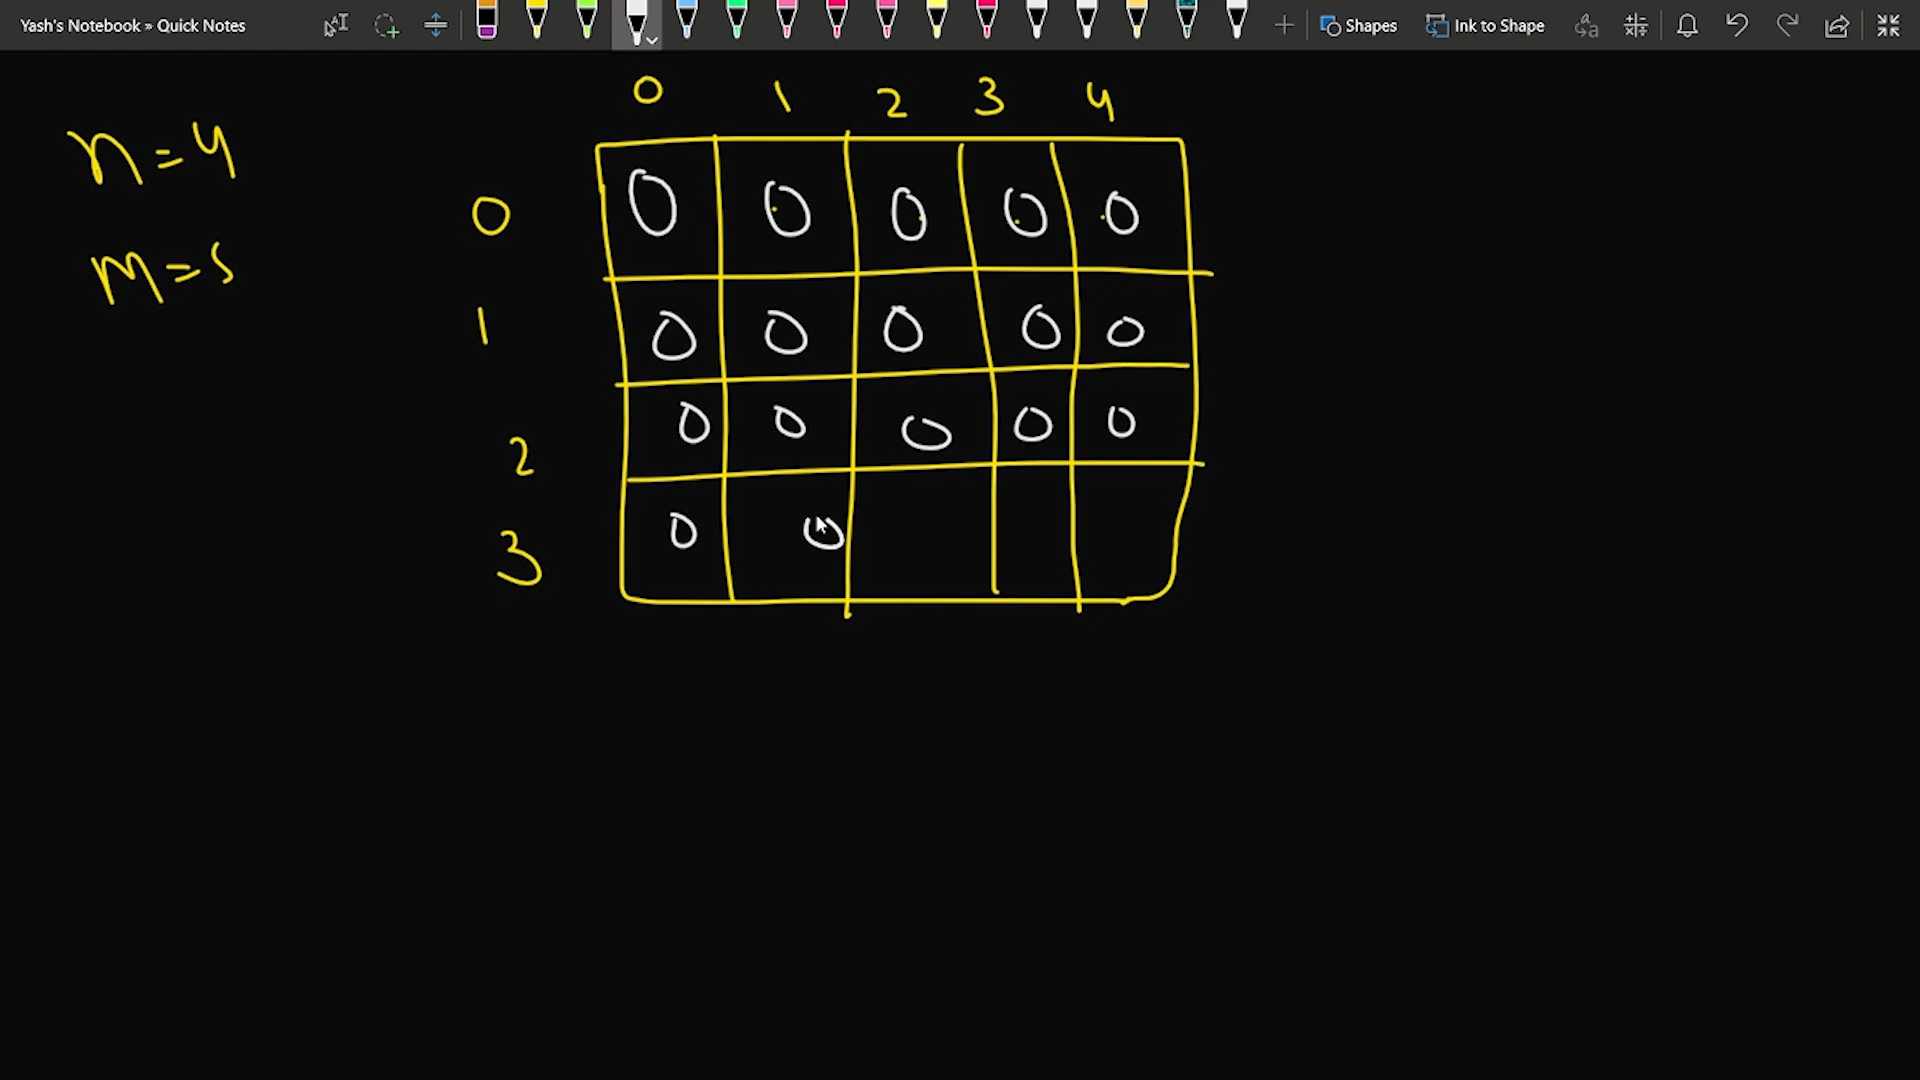 Yash's Notebook » Quick Notes
Shapes
Ink to Shape
0 1 2 3 4
n=4
m=5
0 0 0 0 0 0
1 0 0 0 0 0
2 0 0 0 0 0
3 0 0